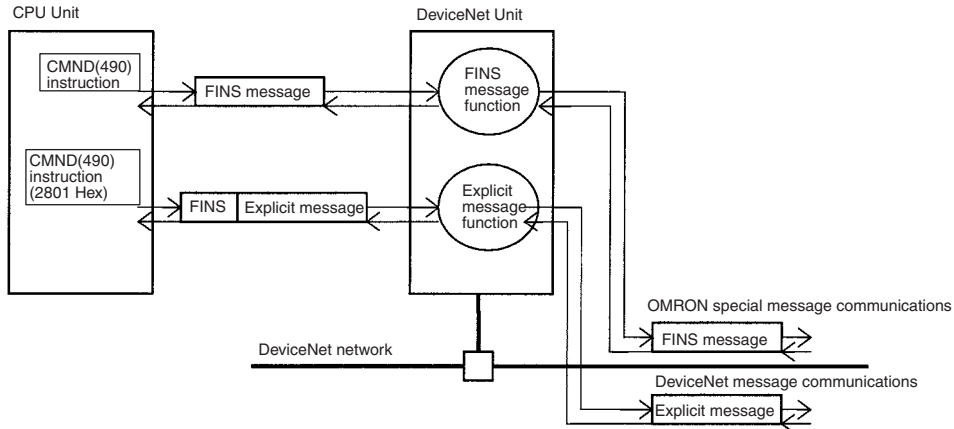 CPU Unit
DeviceNet Unit
CMND(490)
instruction
FINS message
FINS
message
function
CMND(490)
instruction
(2801 Hex)
FINS
Explicit message
Explicit
message
function
OMRON special message communications
FINS message
DeviceNet network
DeviceNet message communications
Explicit message